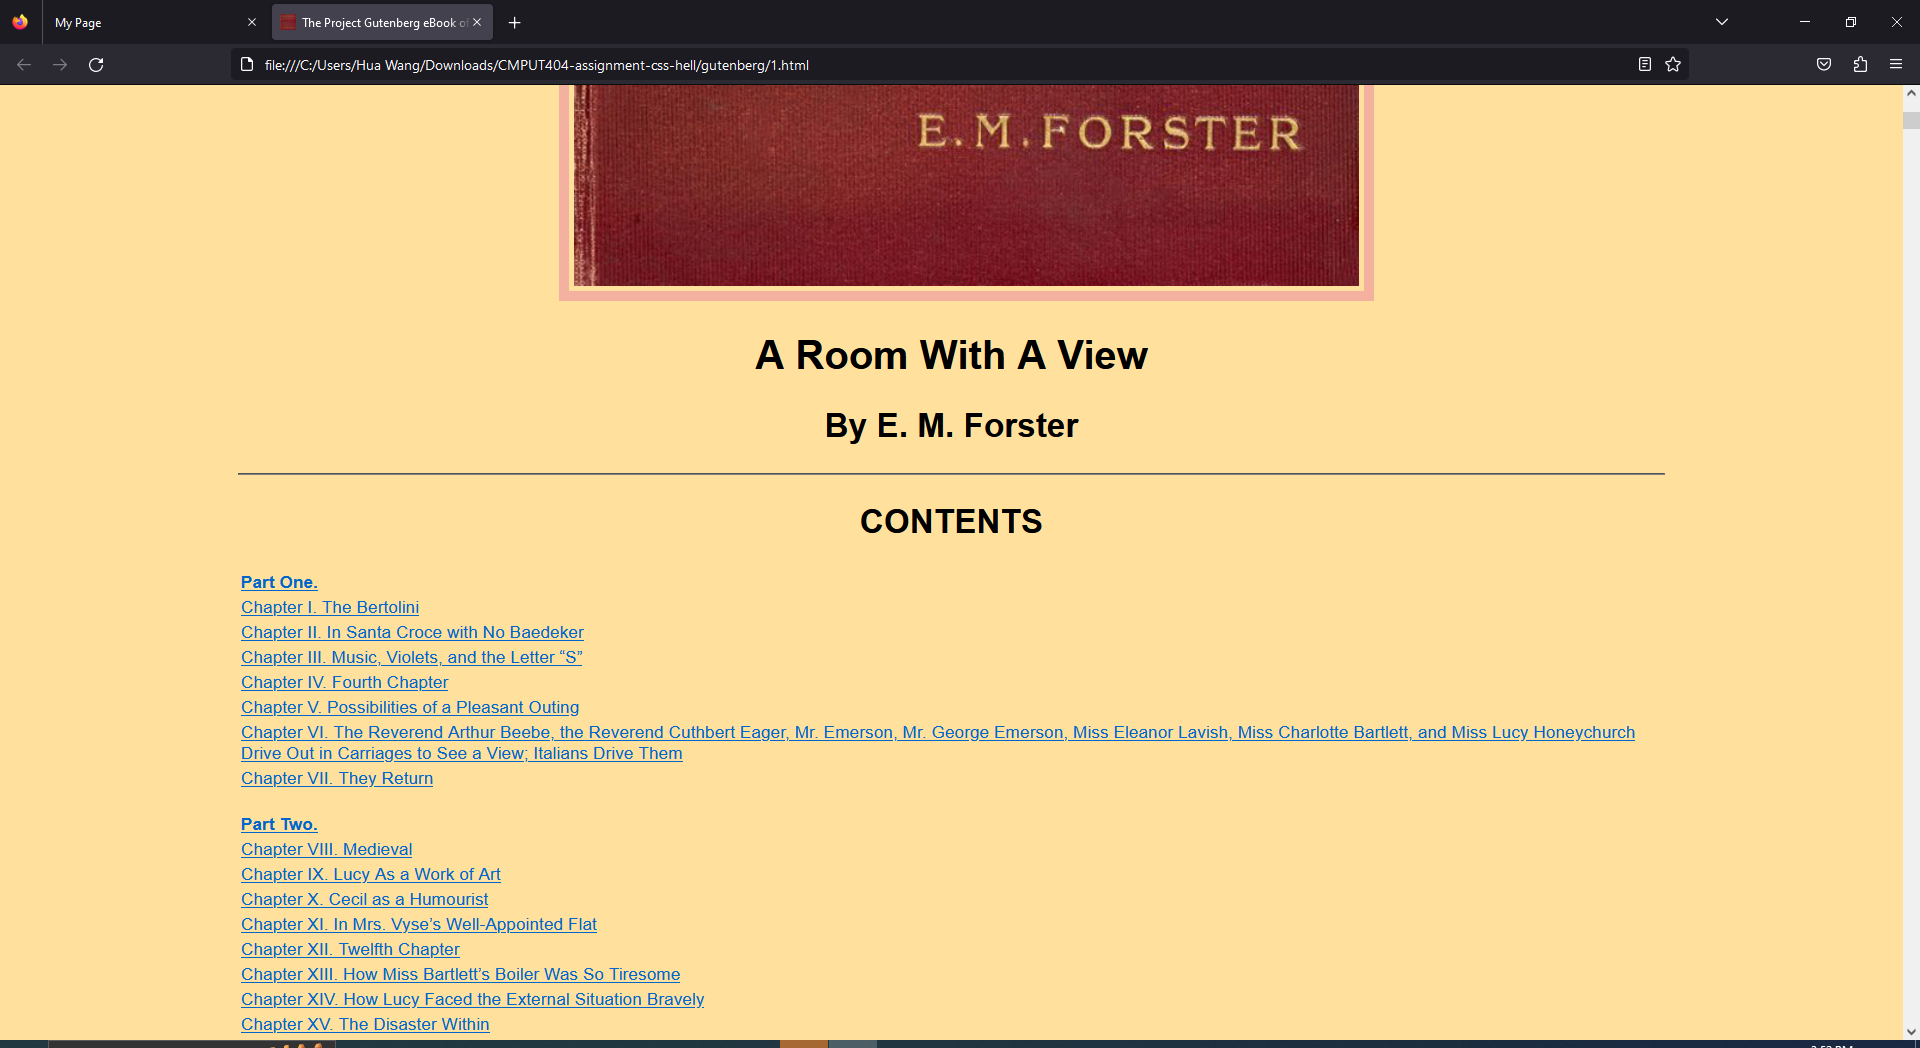 My Page
The Project Gutenberg eBook of
file:///C:/Users/Hua Wang/Downloads/CMPUT404-assignment-css-hell/gutenberg/1.html
E. M. FORSTER
A Room With A View
By E. M. Forster
CONTENTS
Part One.
Chapter I. The Bertolini
Chapter II. In Santa Croce with No Baedeker
Chapter III. Music, Violets, and the Letter “S”
Chapter IV. Fourth Chapter
Chapter V. Possibilities of a Pleasant Outing
Chapter VI. The Reverend Arthur Beebe, the Reverend Cuthbert Eager, Mr. Emerson, Mr. George Emerson, Miss Eleanor Lavish, Miss Charlotte Bartlett, and Miss Lucy Honeychurch
Drive Out in Carriages to See a View; Italians Drive Them
Chapter VII. They Return
Part Two.
Chapter VIII. Medieval
Chapter IX. Lucy As a Work of Art
Chapter X. Cecil as a Humourist
Chapter XI. In Mrs. Vyse’s Well-Appointed Flat
Chapter XII. Twelfth Chapter
Chapter XIII. How Miss Bartlett’s Boiler Was So Tiresome
Chapter XIV. How Lucy Faced the External Situation Bravely
Chapter XV. The Disaster Within